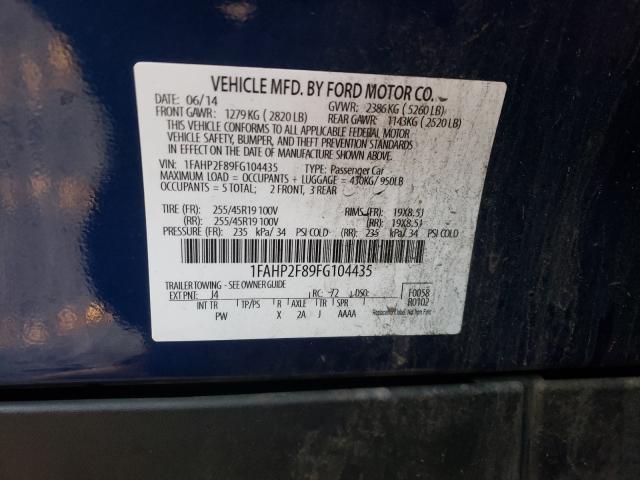 VEHICLE MFD. BY FORD MOTOR CO.
DATE: 06/14 GVWR: 2386 KG ( 5260 LB)
FRONT GAWR: 1279 KG ( 2820 LB) REAR GAWR: 1143KG ( 2520 LB)
THIS VEHICLE CONFORMS TO ALL APPLICABLE FEDERAL MOTOR
VEHICLE SAFETY, BUMPER, AND THEFT PREVENTION STANDARDS
IN EFFECT ON THE DATE OF MANUFACTURE SHOWN ABOVE.
VIN: 1FAHP2F89FG104435 TYPE: Passenger Car
MAXIMUM LOAD = OCCUPANTS + LUGGAGE = 430KG/ 950LB
OCCUPANTS = 5 TOTAL; 2 FRONT, 3 REAR
TIRE (FR): 255/45R19 100V RIMS (FR): 19X8.5J
(RR): 255/45R19 100V (RR): 19X8.5J
PRESSURE (FR): 235 kPa/ 34 PSI COLD (RR): 235 kPa/ 34 PSI COLD
1FAHP2F89FG104435
TRAILER TOWING - SEE OWNER GUIDE
EXT PNT: J4 RC: 72 DSO: F0058
INT TR TP/PS R AXLE TR SPR R0102
PW X 2A J AAAA